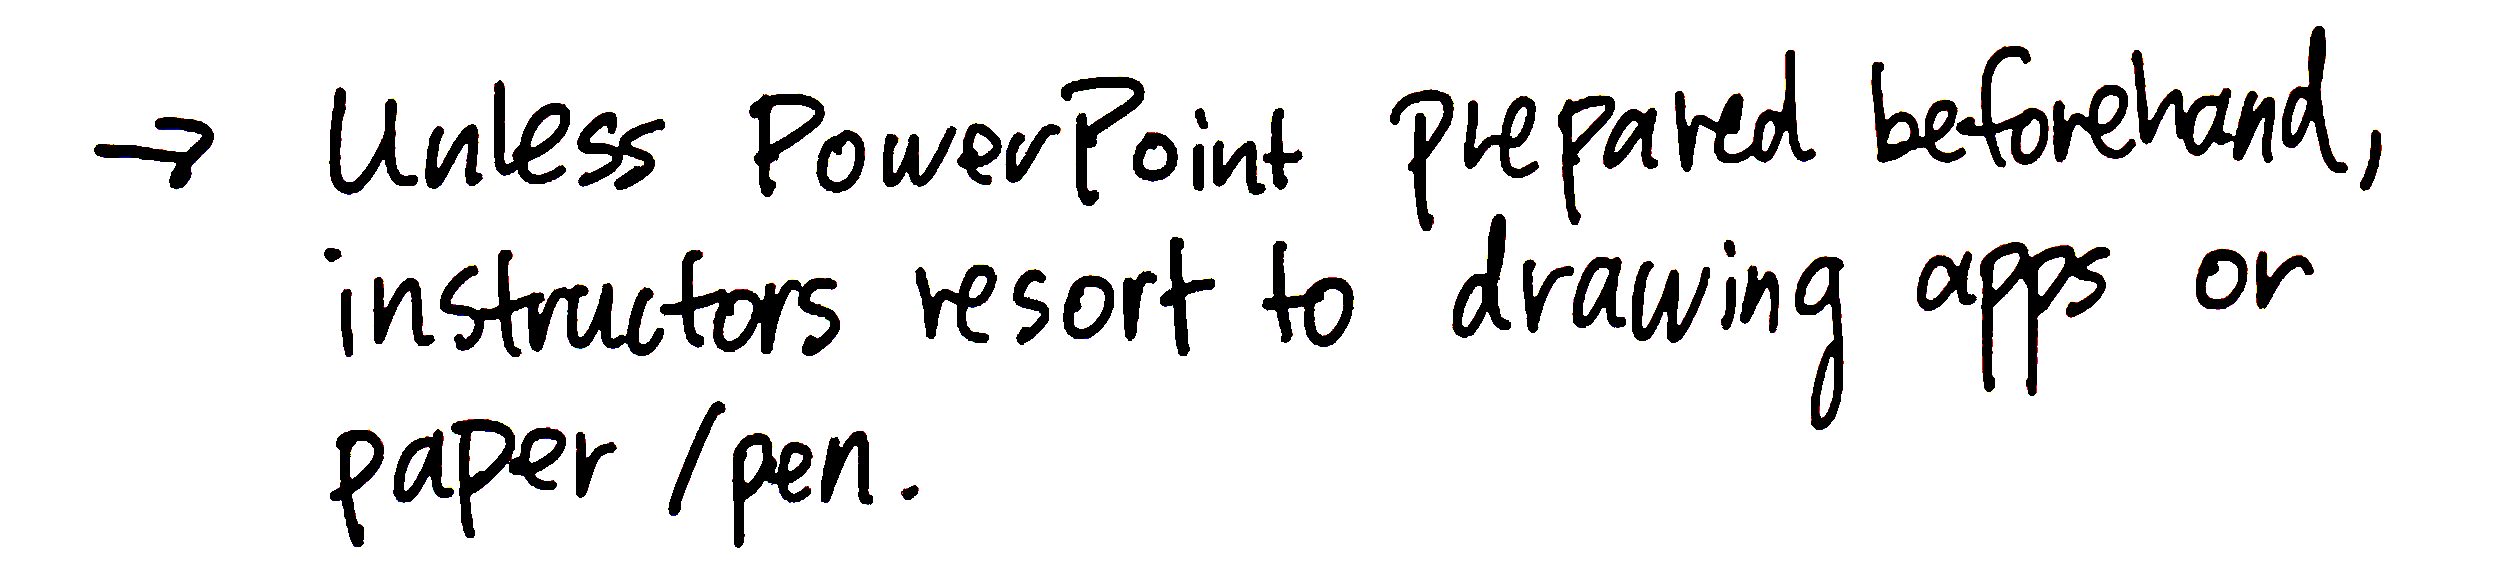 → Unless PowerPoint prepared beforehand,
instructors resort to drawing apps or
paper/pen.